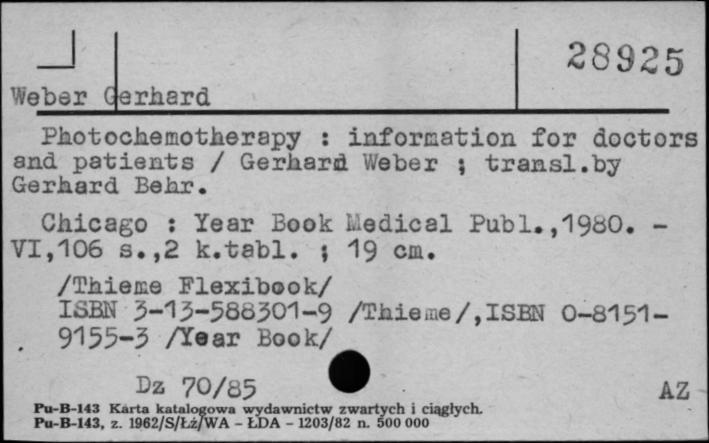 28925
Weber Gerhard
Photochemotherapy : information for doctors
and patients / Gerhard Weber ; transl.by
Gerhard Behr.
Chicago : Year Book Medical Publ.,1980. -
VI,106 s.,2 k.tabl. ; 19 cm.
/Thieme Flexibook/
ISBN 3-13-588301-9 /Thieme/,ISBN 0-8151-
9155-3 /Year Book/
Dz 70/85
AZ
Pu-B-143 Karta katalogowa wydawnictw zwartych i ciągłych.
Pu-B-143, z. 1962/S/Łź/WA - ŁDA - 1203/82 n. 500 000